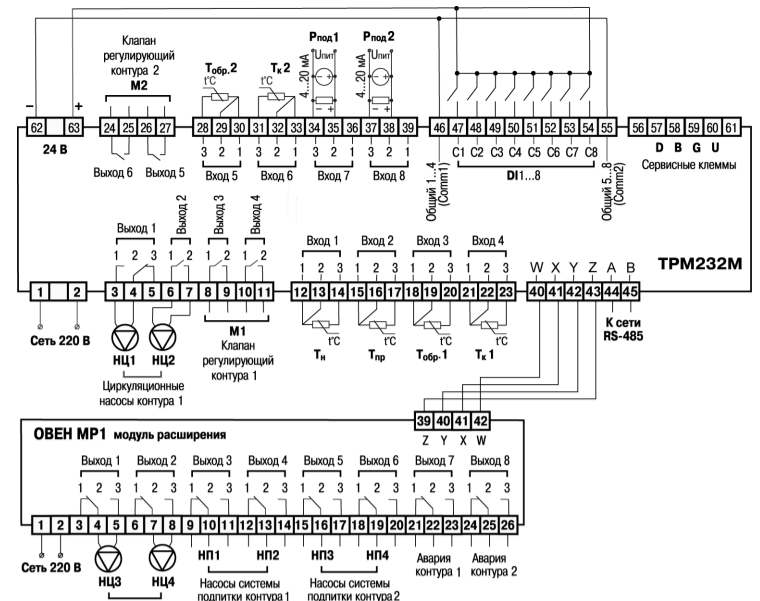 Клапан
регулирующий
контура 2
M2
Тобр.2
t°C
Тк 2
t°C
Рпод1
Uпит
4...20 мА
– +
Рпод2
Uпит
4...20 мА
– +
– +
62 63 24 25 26 27 28 29 30 31 32 33 34 35 36 37 38 39 46 47 48 49 50 51 52 53 54 55 56 57 58 59 60 61
24 В
3 2 1 3 2 1 3 2 1 3 2 1
C1 C2 C3 C4 C5 C6 C7 C8
D B G U
Сервисные клеммы
Выход 6 Выход 5
Вход 5 Вход 6 Вход 7 Вход 8
Общий 1...4
(Comm1)
DI1...8
Общий 5...8
(Comm2)
Выход 1 Выход 2 Выход 3 Выход 4
Вход 1 Вход 2 Вход 3 Вход 4
1 2 3 1 2 1 2 1 2
1 2 3 1 2 3 1 2 3 1 2 3
W X Y Z A B
ТРМ232М
1 2 3 4 5 6 7 8 9 10 11 12 13 14 15 16 17 18 19 20 21 22 23 40 41 42 43 44 45
Сеть 220 В
НЦ1 НЦ2
M1
Клапан
регулирующий
контура 1
t°C t°C t°C t°C
Тн Тпр Тобр.1 Тк 1
К сети
RS-485
Циркуляционные
насосы контура 1
39 40 41 42
Z Y X W
ОВЕН МР1 модуль расширения
Выход 1 Выход 2 Выход 3 Выход 4 Выход 5 Выход 6 Выход 7 Выход 8
1 2 3 1 2 3 1 2 3 1 2 3 1 2 3 1 2 3 1 2 3 1 2 3
1 2 3 4 5 6 7 8 9 10 11 12 13 14 15 16 17 18 19 20 21 22 23 24 25 26
Сеть 220 В
НЦ3 НЦ4
НП1 НП2 НП3 НП4
Авария
контура 1
Авария
контура 2
Насосы системы
подпитки контура 1
Насосы системы
подпитки контура 2